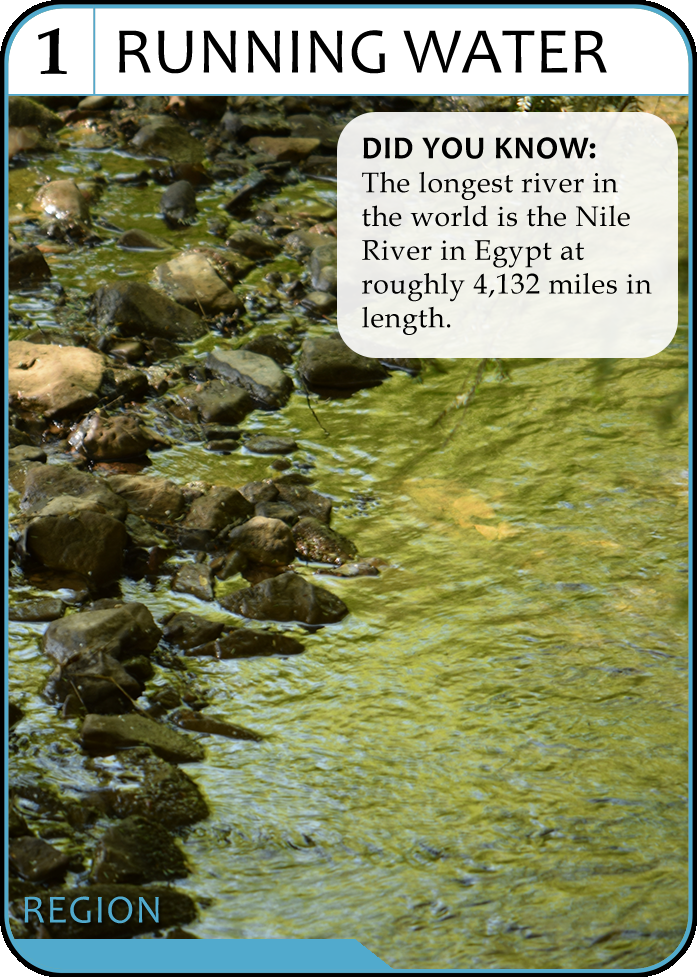 1 RUNNING WATER
DID YOU KNOW:
The longest river in
the world is the Nile
River in Egypt at
roughly 4,132 miles in
length.
REGION